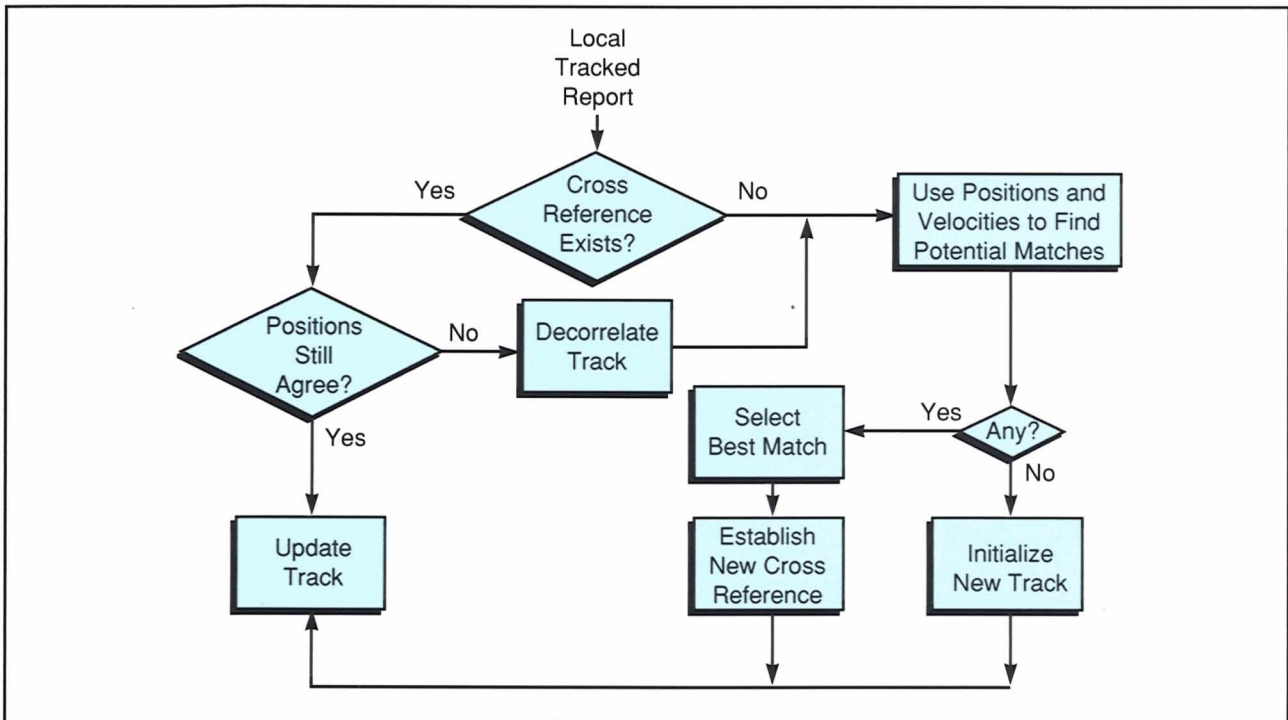 Local
Tracked
Report
Yes
Cross
Reference
Exists?
No
Use Positions and
Velocities to Find
Potential Matches
Positions
Still
Agree?
No
Decorrelate
Track
Yes
Select
Best Match
Yes
Any?
No
Update
Track
Establish
New Cross
Reference
Initialize
New Track